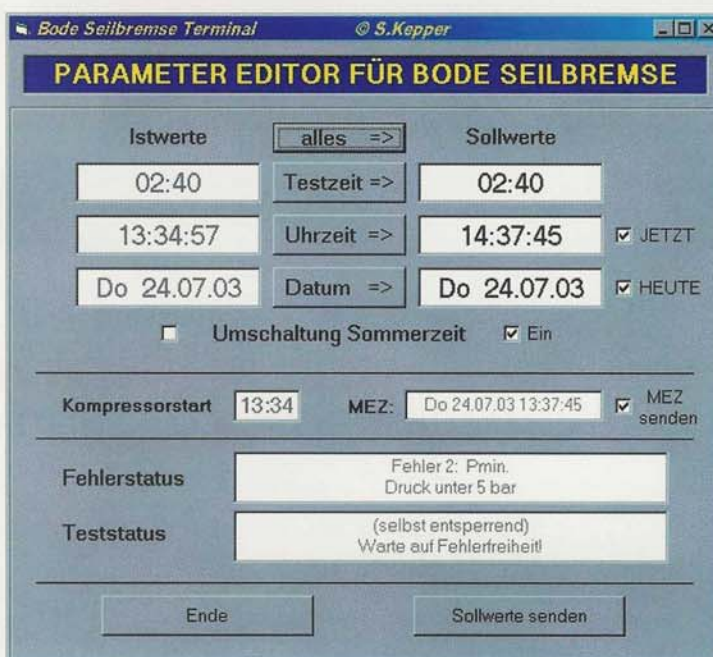 Bode Seilbremse Terminal © S.Kepper
PARAMETER EDITOR FÜR BODE SEILBREMSE
Istwerte alles => Sollwerte
02:40 Testzeit => 02:40
13:34:57 Uhrzeit => 14:37:45 JETZT
Do 24.07.03 Datum => Do 24.07.03 HEUTE
Umschaltung Sommerzeit Ein
Kompressorstart 13:34 MEZ: Do 24.07.03 13:37:45 MEZ senden
Fehlerstatus
Fehler 2: Pmin.
Druck unter 5 bar
Teststatus
(selbst entsperrend)
Warte auf Fehlerfreiheit!
Ende Sollwerte senden